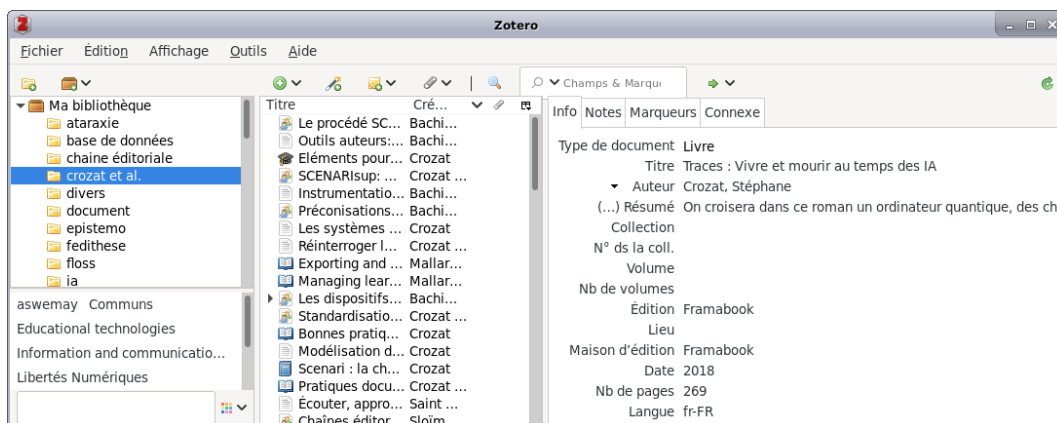 Zotero
Fichier Édition Affichage Outils Aide
Champs & Marqu
Ma bibliothèque
ataraxie
base de données
chaine éditoriale
crozat et al.
divers
document
epistemo
fedithese
floss
ia
aswemay Communs
Educational technologies
Information and communicatio...
Libertés Numériques
Titre Cré...
Le procédé SC... Bachi...
Outils auteurs:... Bachi...
Eléments pour... Crozat
SCENARIsup: ... Crozat ...
Instrumentatio... Bachi...
Préconisations... Bachi...
Les systèmes ... Crozat
Réinterroger l... Crozat ...
Exporting and ... Mallar...
Managing lear... Mallar...
Les dispositifs... Bachi...
Standardisatio... Crozat ...
Bonnes pratiq... Crozat
Modélisation d... Crozat
Scenari : la ch... Crozat
Pratiques docu... Crozat ...
Écouter, appro... Saint ...
Chaînes éditor... Sloïm...
Info Notes Marqueurs Connexe
Type de document Livre
Titre Traces : Vivre et mourir au temps des IA
Auteur Crozat, Stéphane
(...) Résumé On croisera dans ce roman un ordinateur quantique, des ch
Collection
N° ds la coll.
Volume
Nb de volumes
Édition Framabook
Lieu
Maison d'édition Framabook
Date 2018
Nb de pages 269
Langue fr-FR